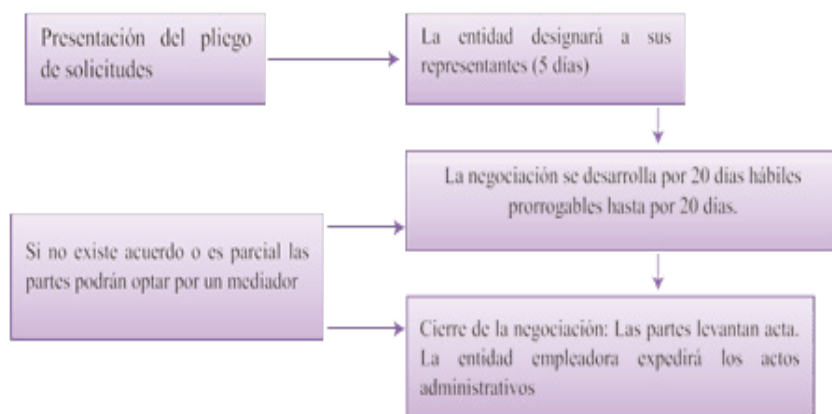 Presentación del pliego
de solicitudes
La entidad designará a sus
representantes (5 días)
La negociación se desarrolla por 20 días hábiles
prorrogables hasta por 20 días.
Si no existe acuerdo o es parcial las
partes podrán optar por un mediador
Cierre de la negociación: Las partes levantan acta.
La entidad empleadora expedirá los actos
administrativos